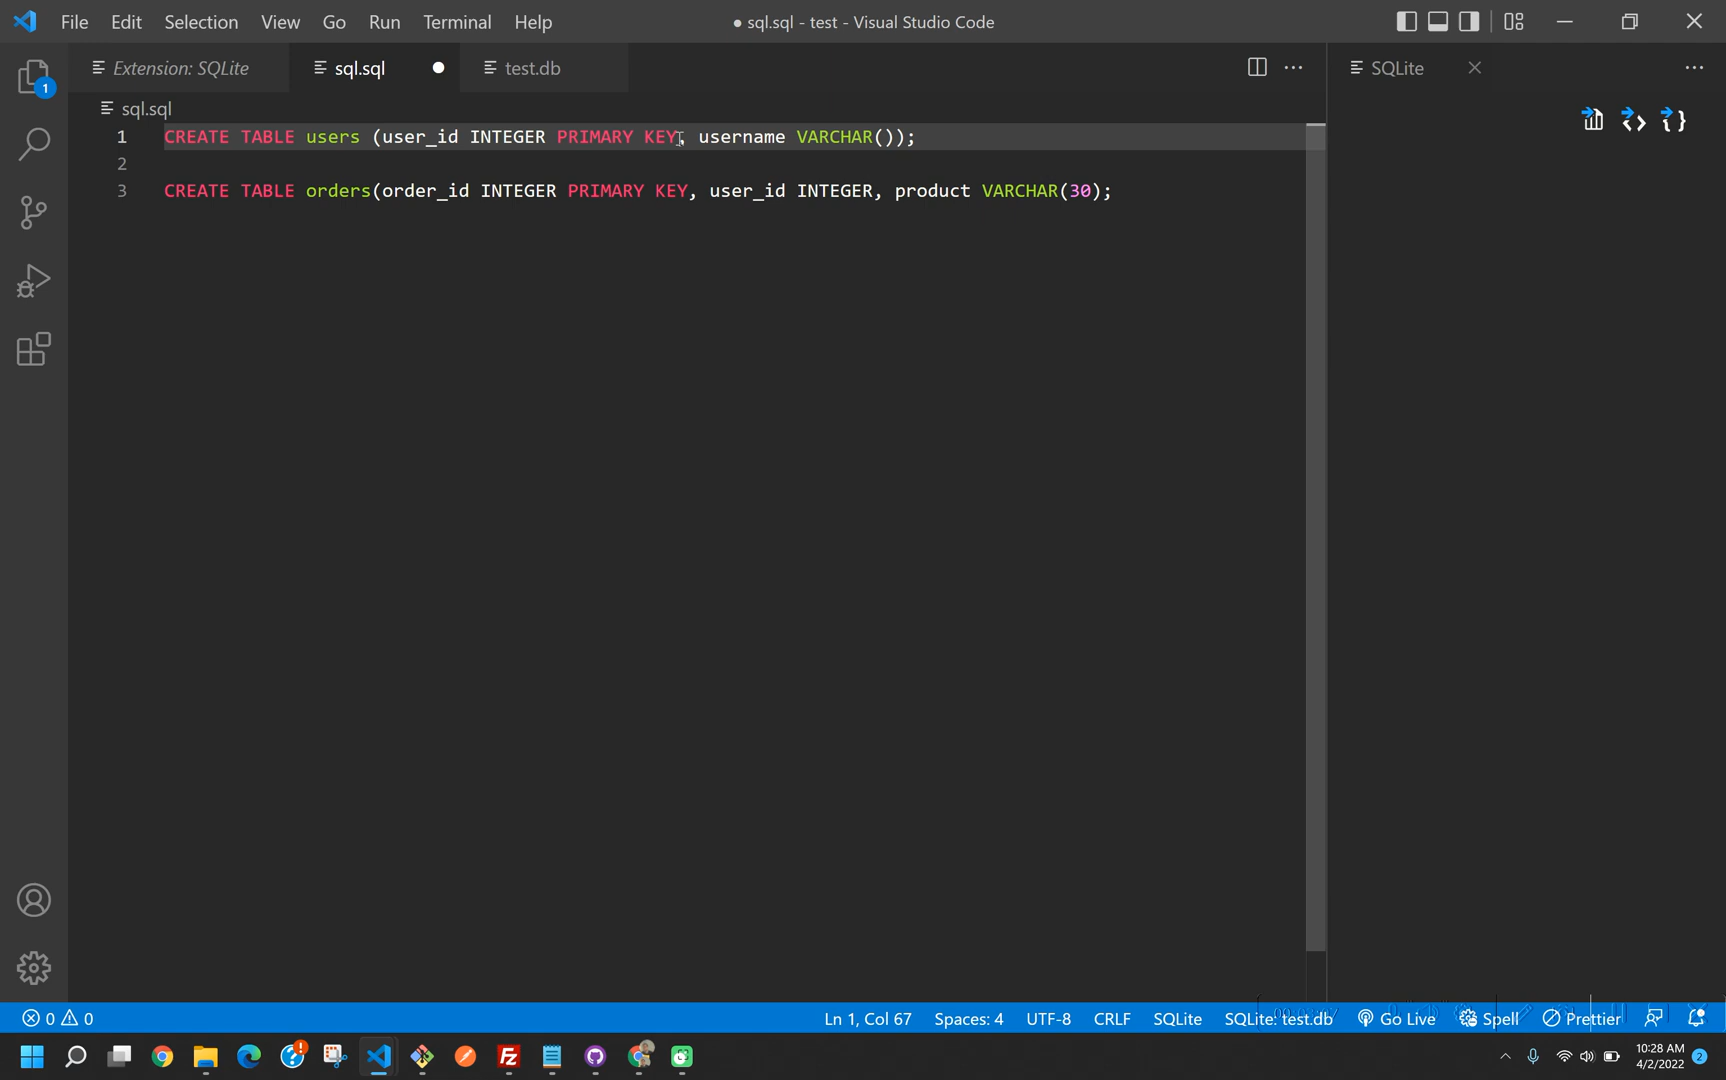 File Edit Selection View Go Run Terminal Help
● sql.sql - test - Visual Studio Code
Extension: SQLite
sql.sql
test.db
SQLite
1
sql.sql
1 CREATE TABLE users (user_id INTEGER PRIMARY KEY, username VARCHAR());
2
3 CREATE TABLE orders(order_id INTEGER PRIMARY KEY, user_id INTEGER, product VARCHAR(30);
0 0
Ln 1, Col 67
Spaces: 4
UTF-8
CRLF
SQLite
SQLite: test.db
Go Live
Spell
Prettier
10:28 AM
4/2/2022
2